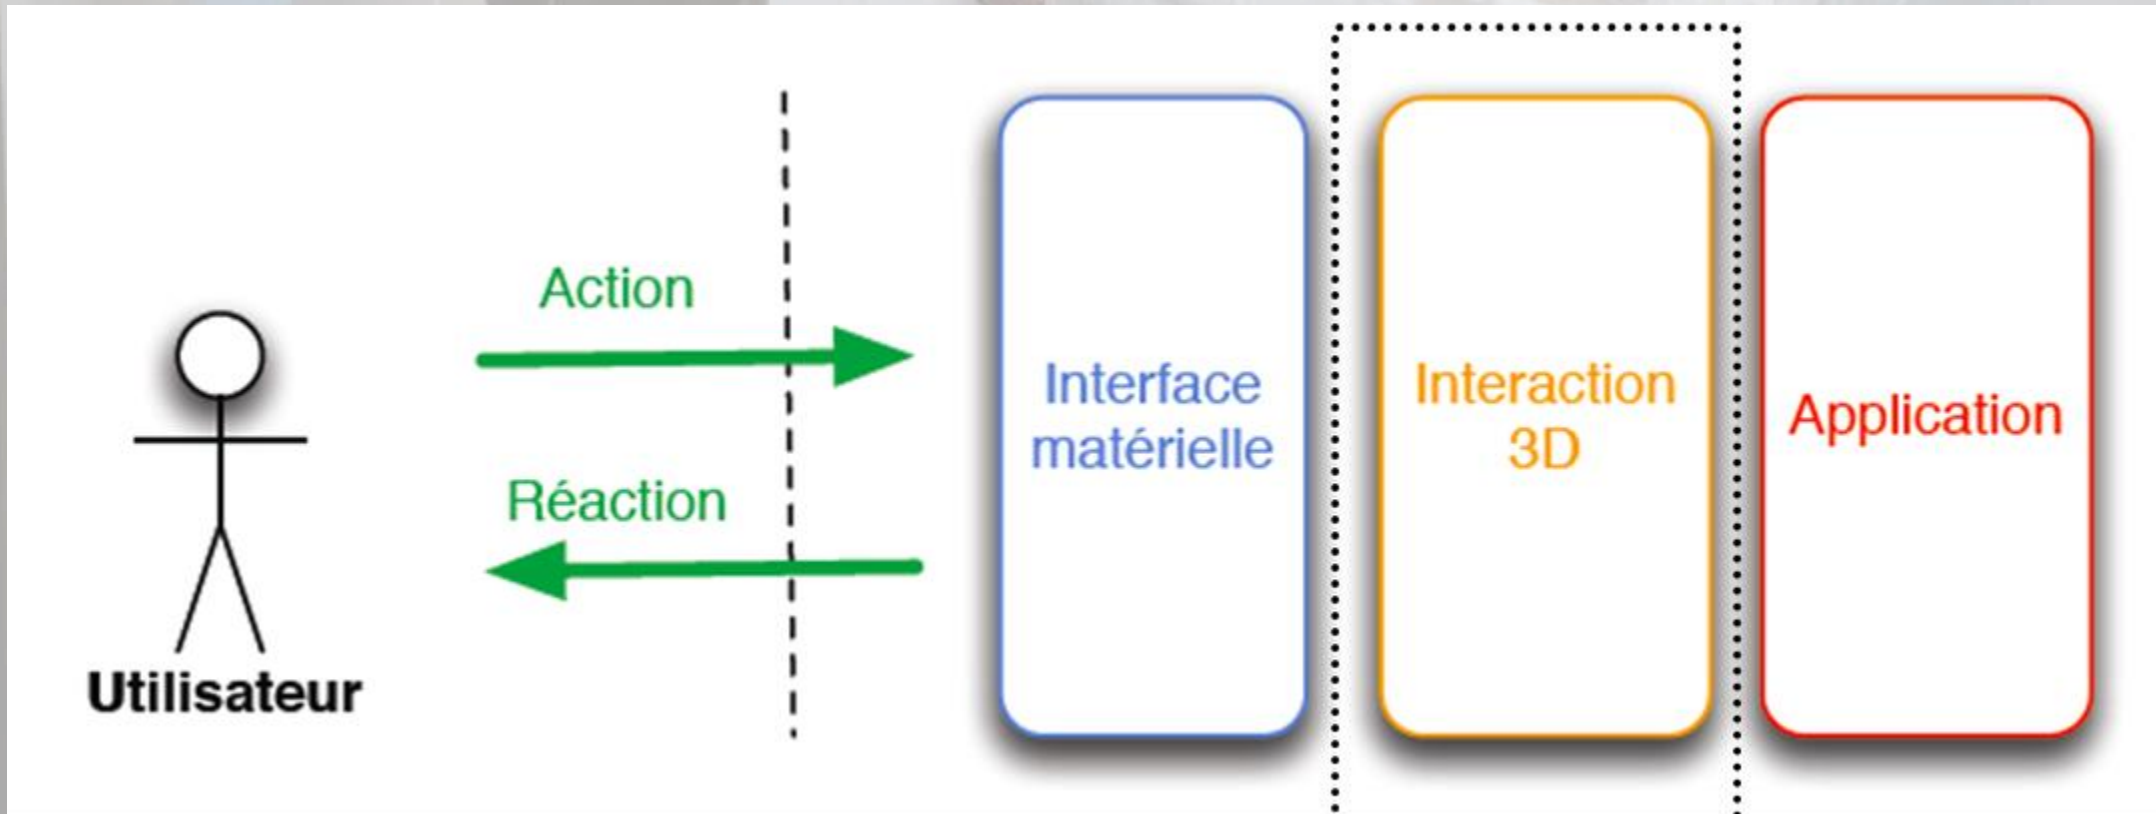 Action
Réaction
Utilisateur
Interface
matérielle
Interaction
3D
Application